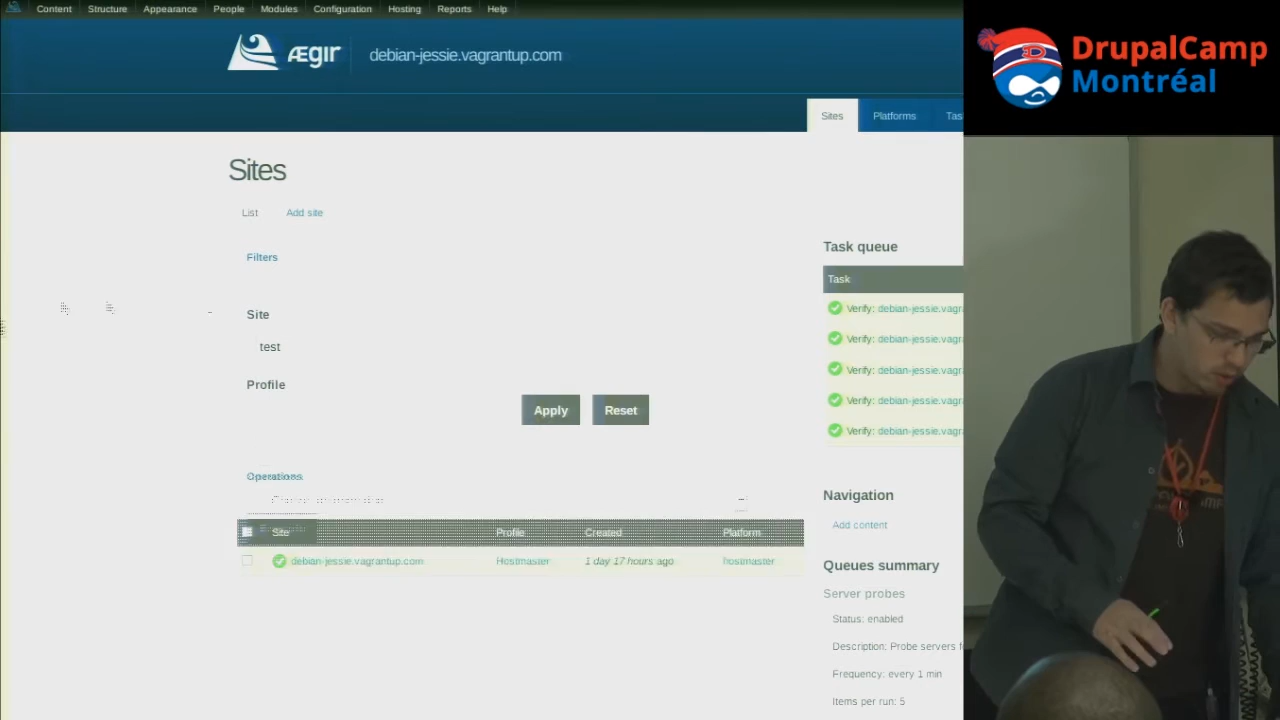 Content Structure Appearance People Modules Configuration Hosting Reports Help
ÆGIR debian-jessie.vagrantup.com
DrupalCamp
Montréal
Sites Platforms Tas
Sites
List Add site
Filters
Site
test
Profile
Apply Reset
Operations
Site Profile Created Platform
debian-jessie.vagrantup.com Hostmaster 1 day 17 hours ago hostmaster
Task queue
Task
Verify: debian-jessie.vagr
Verify: debian-jessie.vagr
Verify: debian-jessie.vagr
Verify: debian-jessie.vagr
Verify: debian-jessie.vagr
Navigation
Add content
Queues summary
Server probes
Status: enabled
Description: Probe servers f
Frequency: every 1 min
Items per run: 5